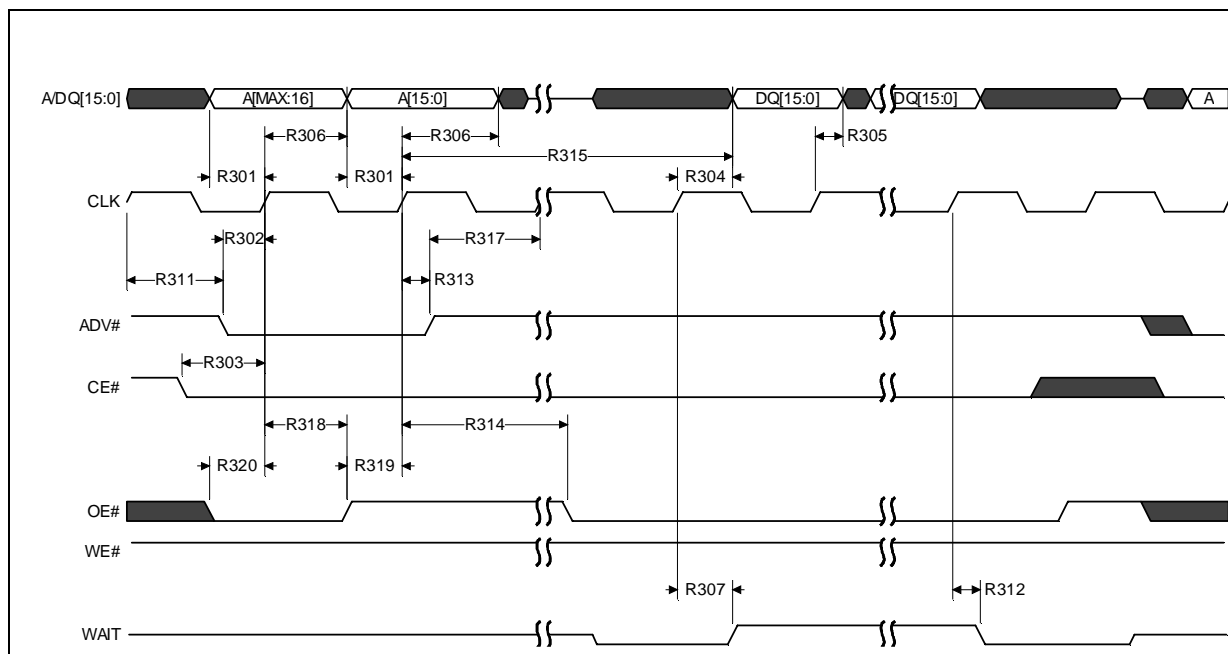 A/DQ[15:0] A[MAX:16] A[15:0] DQ[15:0] DQ[15:0] A
R306 R306 R305
R315
R301 R301 R304
CLK
R302 R317
R311 R313
ADV#
R303
CE#
R318 R314
R320 R319
OE#
WE#
R307 R312
WAIT